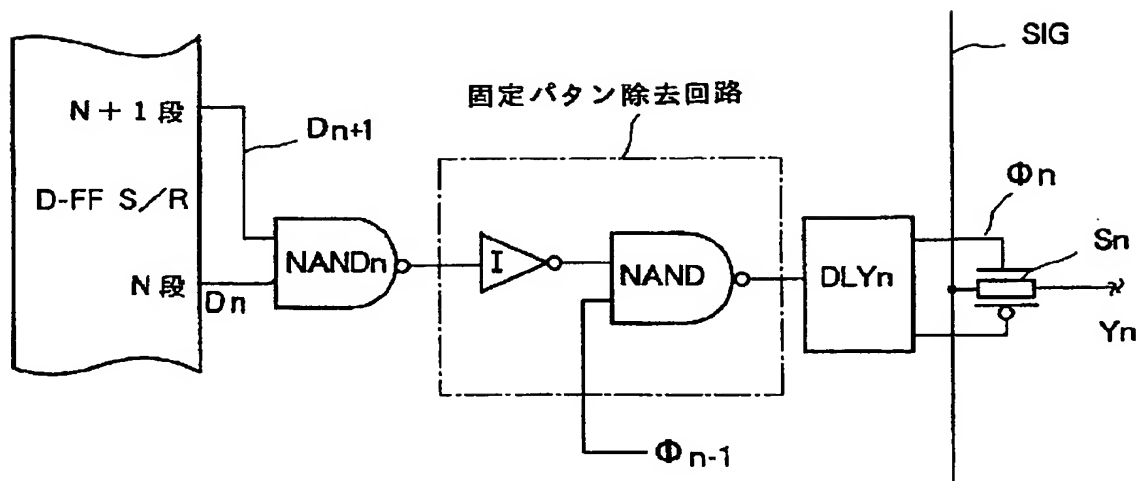 SIG
固定パタン除去回路
N+1段
Dn+1
D-FF S/R
Φn
Sn
NANDn
I
NAND
DLYn
N段
Dn
Yn
Φn-1